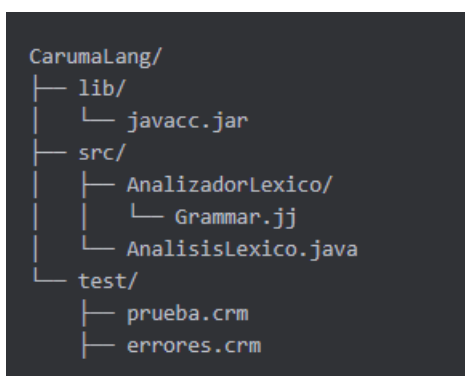 CarumaLang/
├── lib/
│   └── javacc.jar
├── src/
│   ├── AnalizadorLexico/
│   │   └── Grammar.jj
│   └── AnalisisLexico.java
└── test/
    ├── prueba.crm
    ├── errores.crm